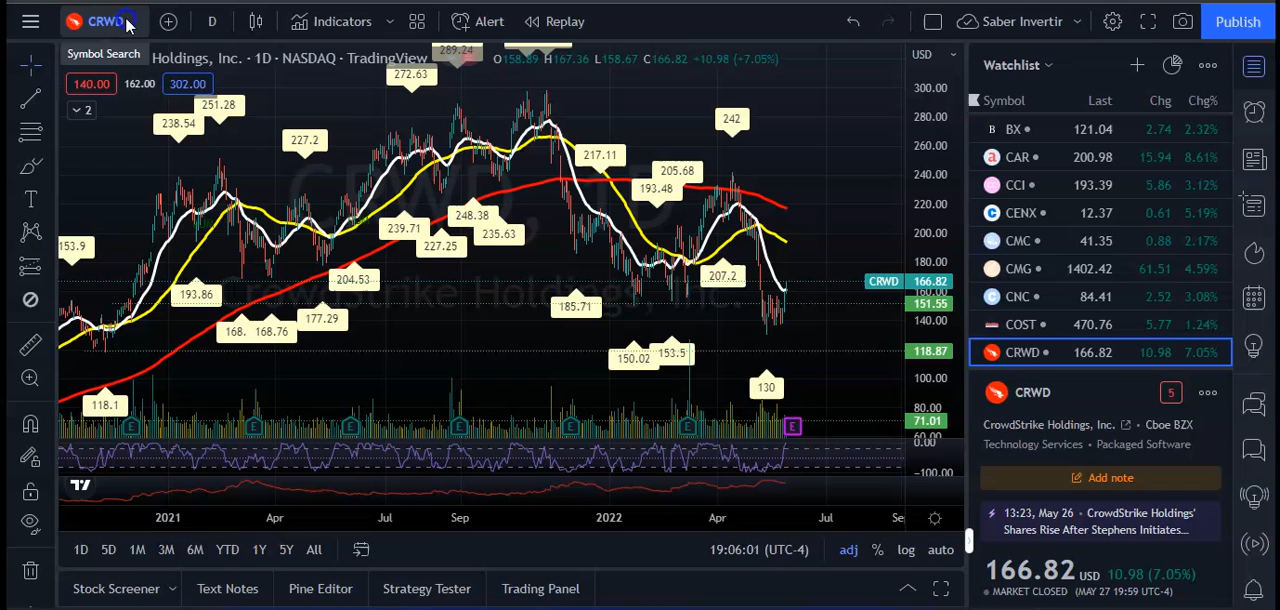 CRWD
D
Indicators
Alert
Replay
Saber Invertir
Publish
Symbol Search
Holdings, Inc. · 1D · NASDAQ · TradingView
O158.89 H167.36 L158.67 C166.82 +10.98 (+7.05%)
USD
140.00 162.00 302.00
2
289.24
272.63
251.28
238.54
227.2
242
217.11
205.68
193.48
153.9
239.71
248.38
235.63
227.25
204.53
193.86
168.
168.76
177.29
185.71
207.2
150.02
153.5
130
118.1
CRWD, 1D
CrowdStrike Holdings, Inc.
300.00
280.00
260.00
240.00
220.00
200.00
180.00
CRWD 166.82
160.00
151.55
140.00
118.87
100.00
80.00
71.01
60.00
0.00
−100.00
E E E E E E E
2021 Apr Jul Sep 2022 Apr Jul Se
1D 5D 1M 3M 6M YTD 1Y 5Y All
19:06:01 (UTC-4)
adj % log auto
Stock Screener
Text Notes
Pine Editor
Strategy Tester
Trading Panel
Watchlist
Symbol Last Chg Chg%
B BX 121.04 2.74 2.32%
a CAR 200.98 15.94 8.61%
CCI 193.39 5.86 3.12%
CENX 12.37 0.61 5.19%
CMC 41.35 0.88 2.17%
CMG 1402.42 61.51 4.59%
CNC 84.41 2.52 3.08%
COST 470.76 5.77 1.24%
CRWD 166.82 10.98 7.05%
CRWD
5
CrowdStrike Holdings, Inc. · Cboe BZX
Technology Services · Packaged Software
Add note
13:23, May 26 · CrowdStrike Holdings'
Shares Rise After Stephens Initiates...
166.82 USD 10.98 (7.05%)
MARKET CLOSED (MAY 27 19:59 UTC-4)